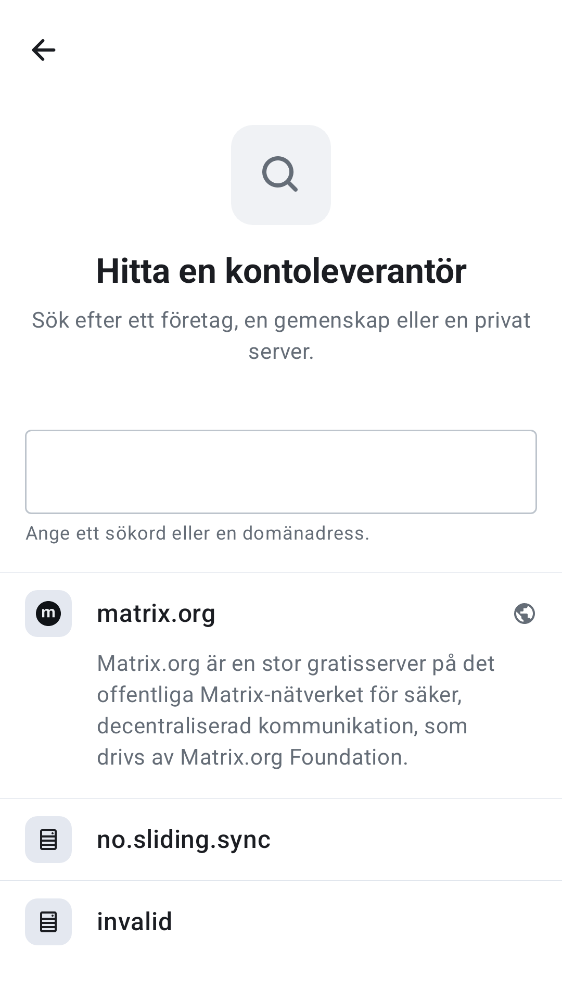 Hitta en kontoleverantör
Sök efter ett företag, en gemenskap eller en privat
server.
Ange ett sökord eller en domänadress.
m
matrix.org
Matrix.org är en stor gratisserver på det
offentliga Matrix-nätverket för säker,
decentraliserad kommunikation, som
drivs av Matrix.org Foundation.
no.sliding.sync
invalid